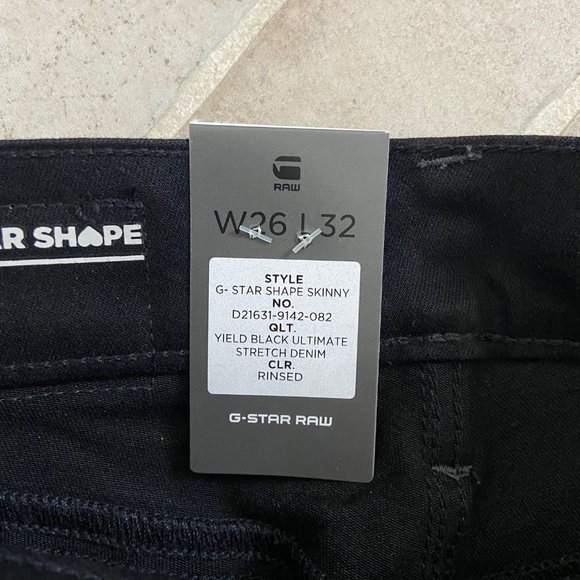 RAW
W26 L32
AR SHAPE
STYLE
G- STAR SHAPE SKINNY
NO.
D21631-9142-082
QLT.
YIELD BLACK ULTIMATE
STRETCH DENIM
CLR.
RINSED
G-STAR RAW